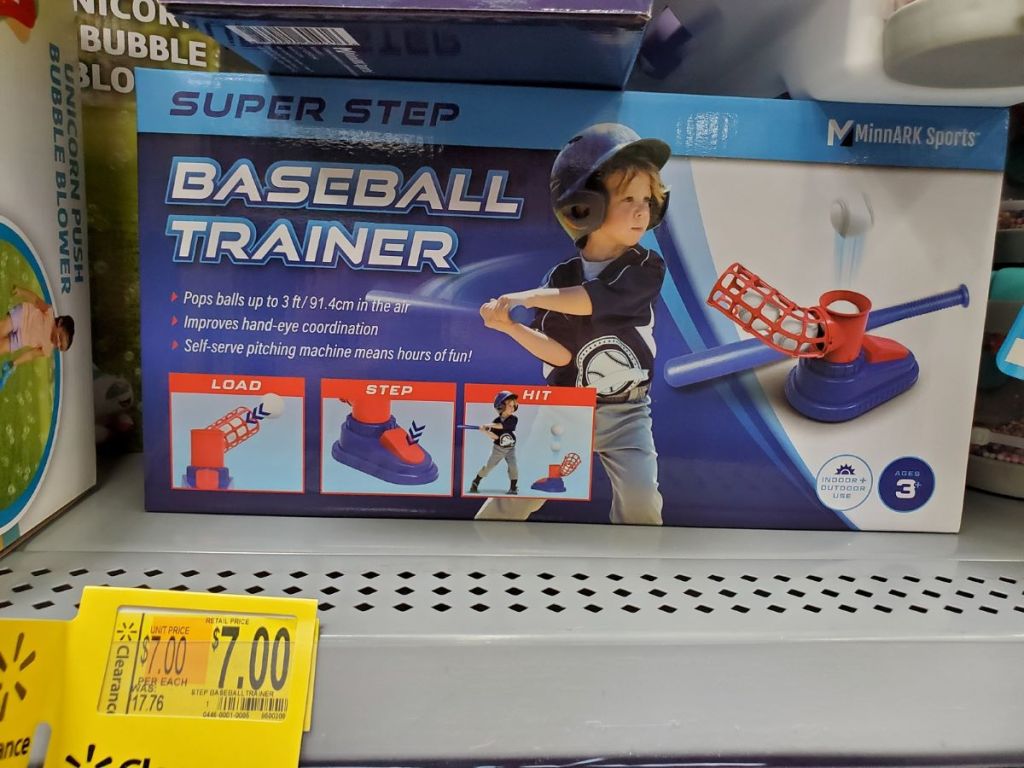 NICOR
BUBBLE
BLO
UNICORN PUSH
BUBBLE BLOWER
SUPER STEP
MinnARK Sports
BASEBALL
TRAINER
Pops balls up to 3 ft/ 91.4cm in the air
Improves hand-eye coordination
Self-serve pitching machine means hours of fun!
LOAD
STEP
HIT
INDOOR +
OUTDOOR
USE
AGES
3+
Clearance
UNIT PRICE
$7.00
PER EACH
WAS:
17.76
RETAIL PRICE
$7.00
STEP BASEBALL TRAINER
1
ance